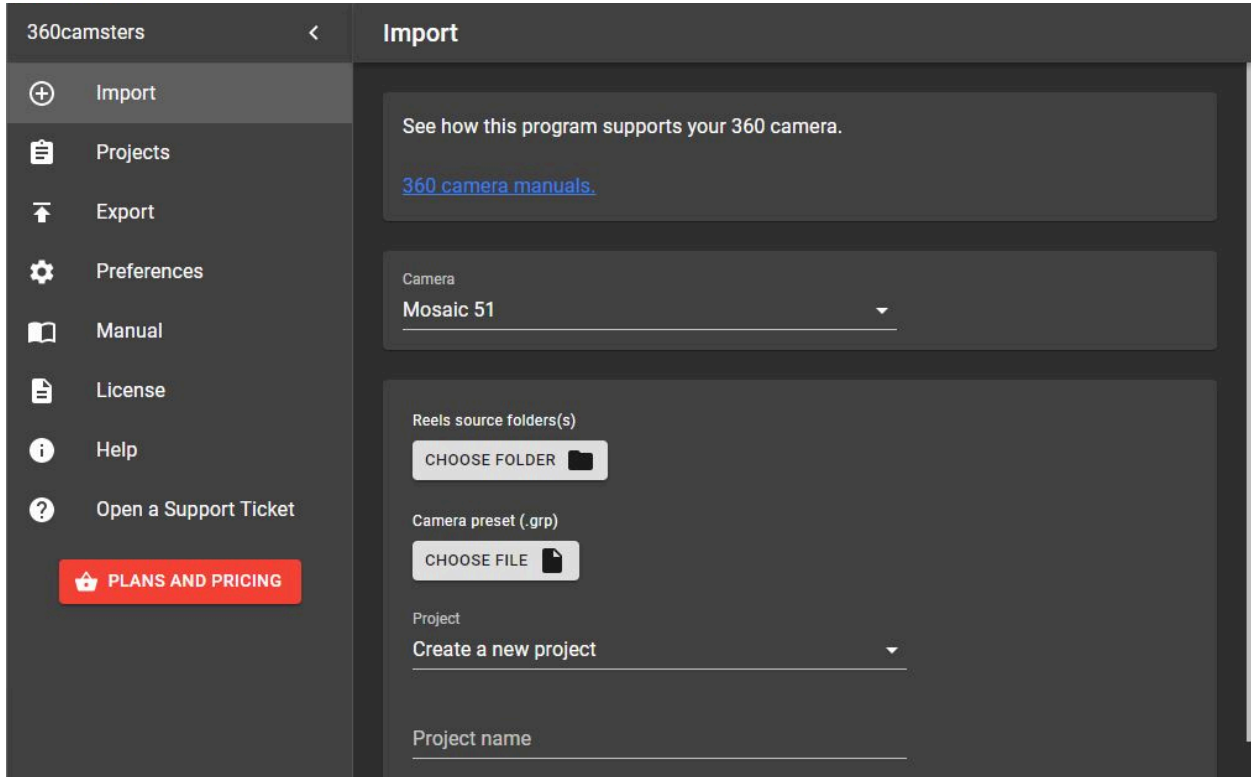 360camsters
Import
Import
Projects
Export
Preferences
Manual
License
Help
Open a Support Ticket
PLANS AND PRICING
See how this program supports your 360 camera.
360 camera manuals.
Camera
Mosaic 51
Reels source folders(s)
CHOOSE FOLDER
Camera preset (.grp)
CHOOSE FILE
Project
Create a new project
Project name